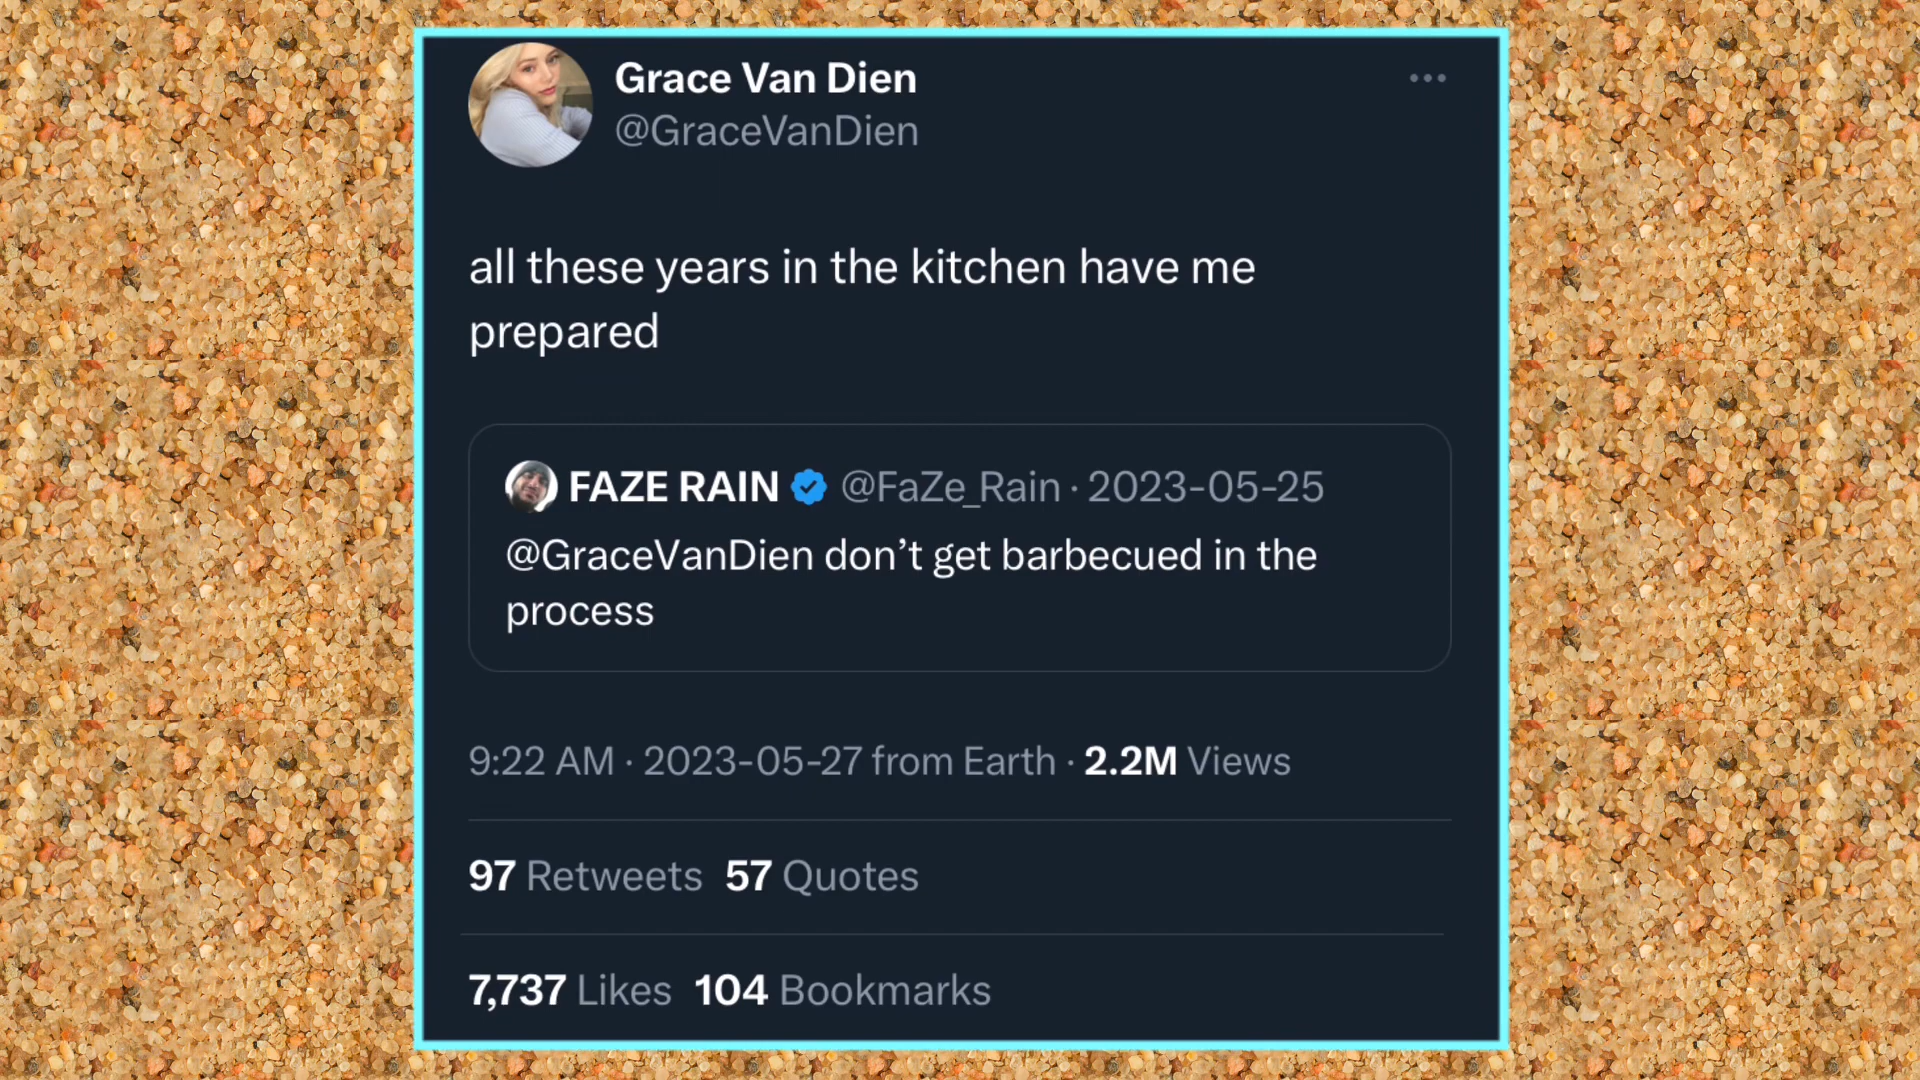 Grace Van Dien
@GraceVanDien
all these years in the kitchen have me
prepared
FAZE RAIN @FaZe_Rain · 2023-05-25
@GraceVanDien don’t get barbecued in the
process
9:22 AM · 2023-05-27 from Earth · 2.2M Views
97 Retweets 57 Quotes
7,737 Likes 104 Bookmarks